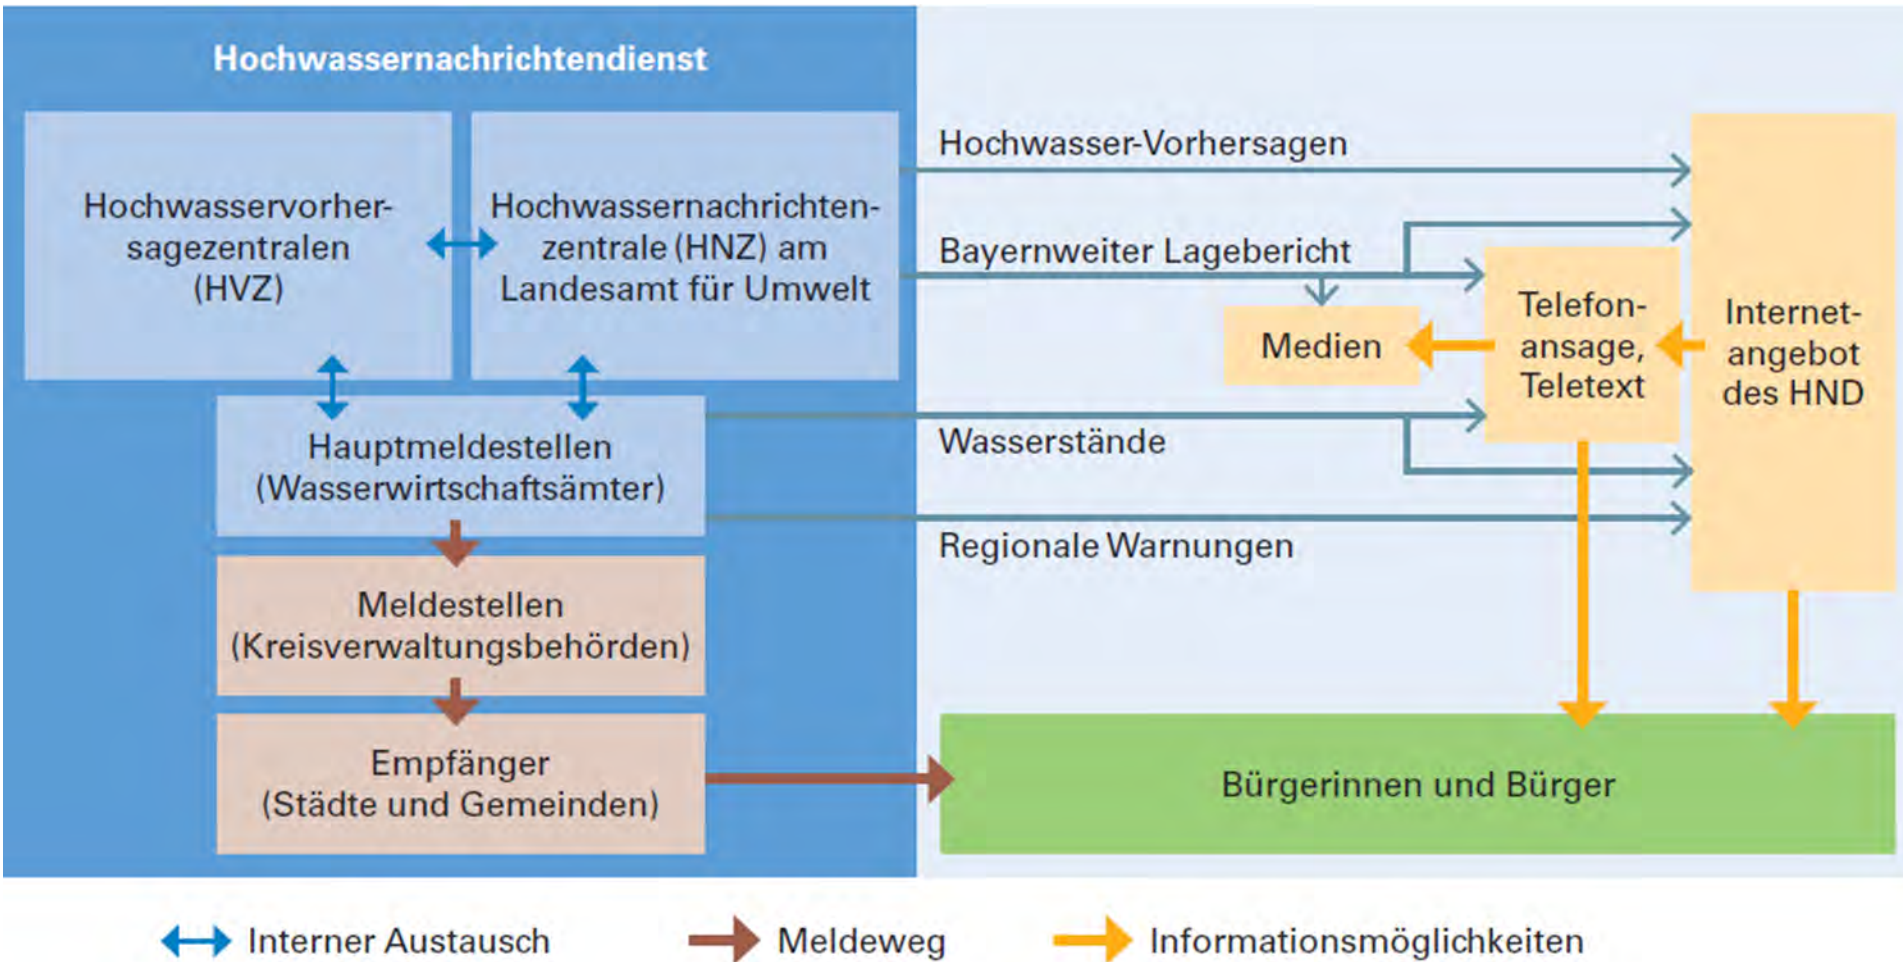 Hochwassernachrichtendienst
Hochwasservorher-
sagezentralen
(HVZ)
Hochwassernachrichten-
zentrale (HNZ) am
Landesamt für Umwelt
Hauptmeldestellen
(Wasserwirtschaftsämter)
Meldestellen
(Kreisverwaltungsbehörden)
Empfänger
(Städte und Gemeinden)
Hochwasser-Vorhersagen
Bayernweiter Lagebericht
Medien
Telefon-
ansage,
Teletext
Internet-
angebot
des HND
Wasserstände
Regionale Warnungen
Bürgerinnen und Bürger
Interner Austausch
Meldeweg
Informationsmöglichkeiten